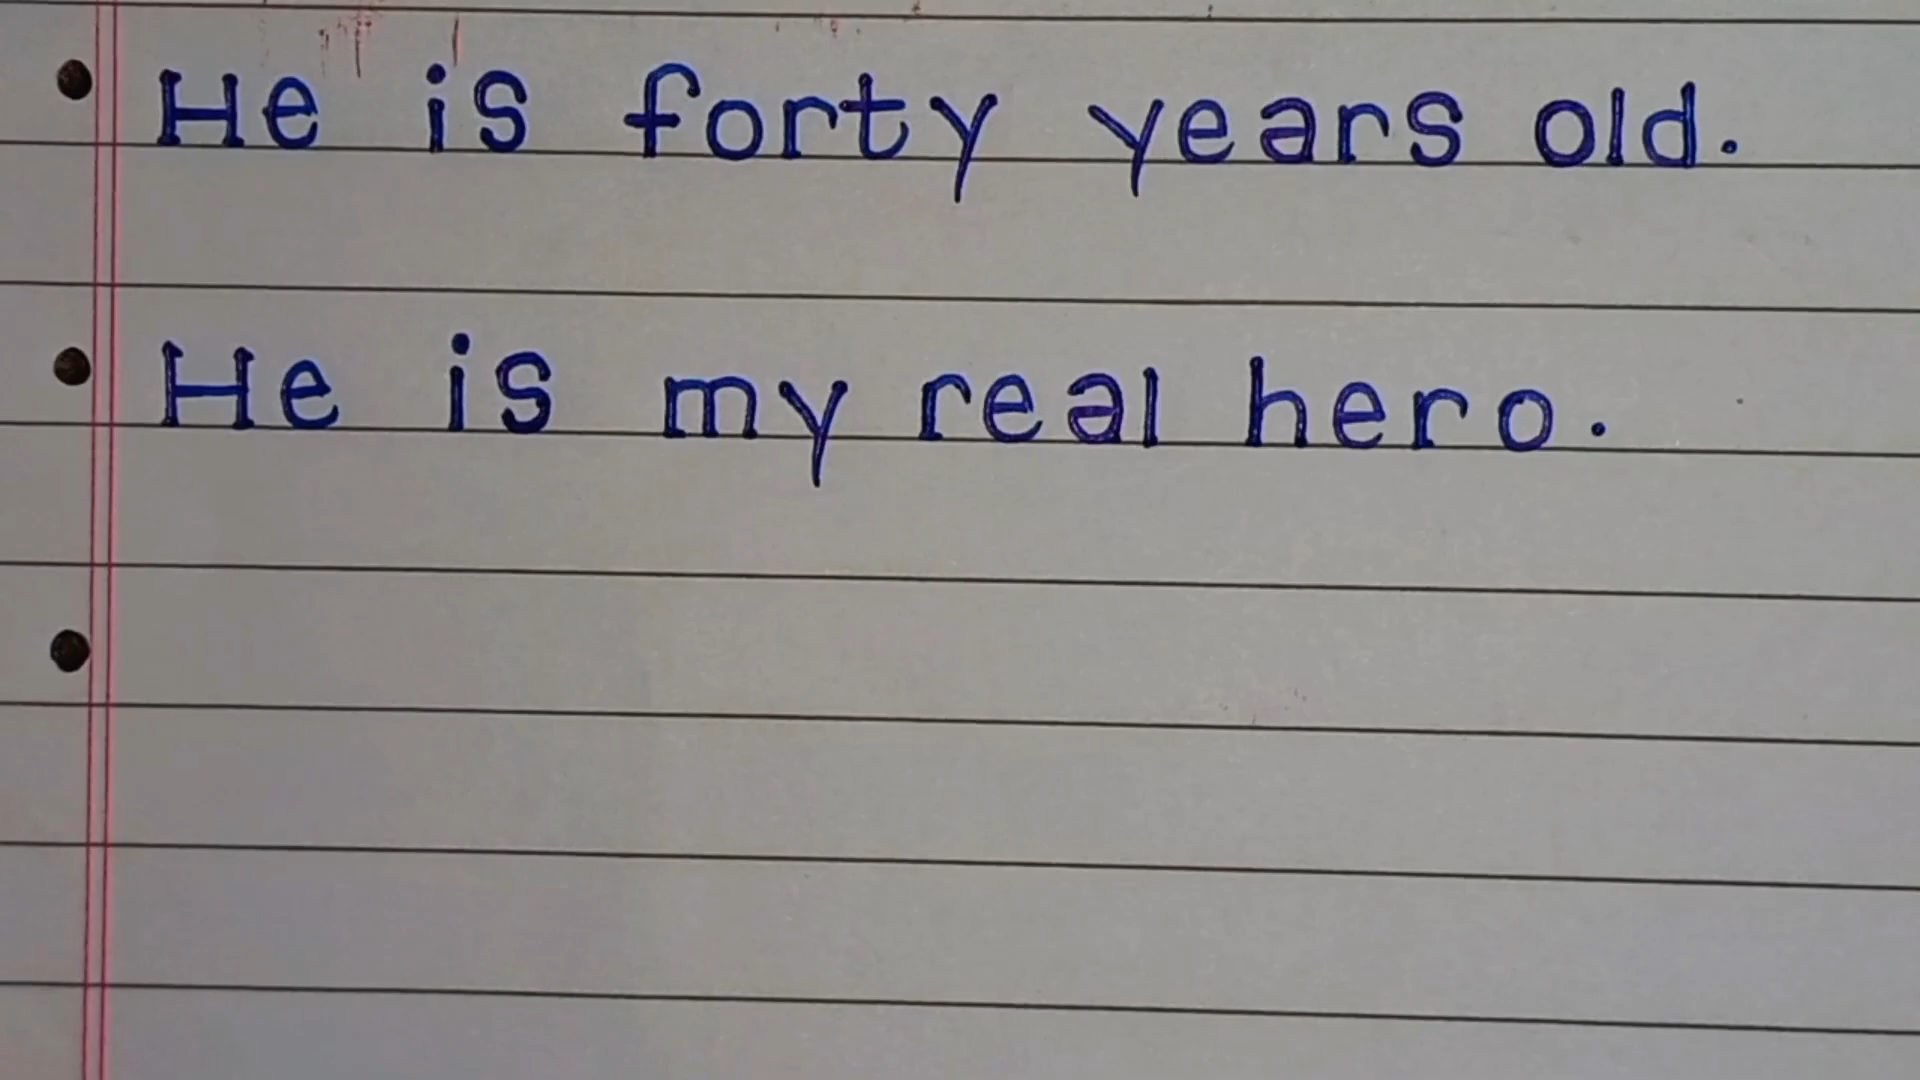 • He is forty years old.
• He is my real hero.
•